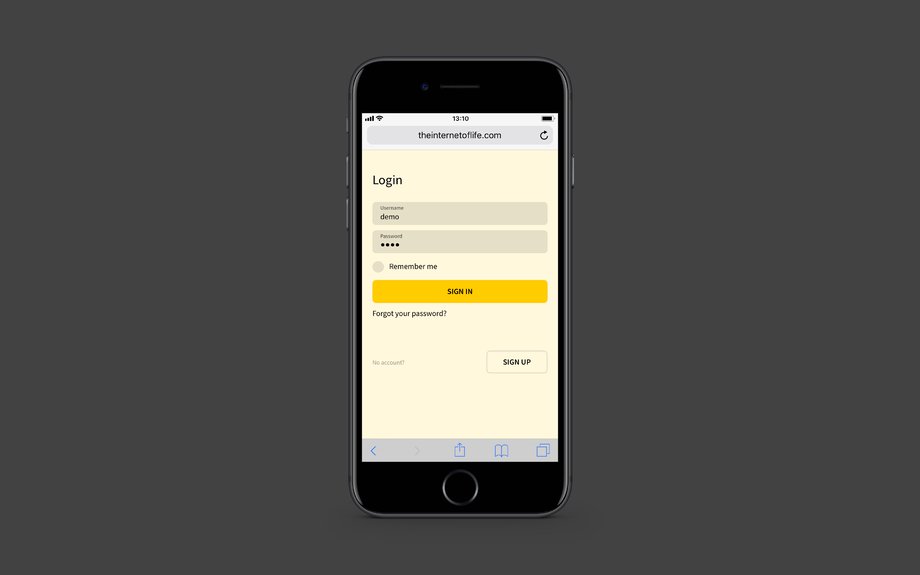 13:10
theinternetoflife.com
Login
Username
demo
Password
••••
Remember me
SIGN IN
Forgot your password?
No account?
SIGN UP